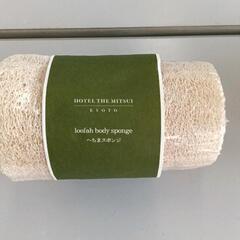 HOTEL THE MITSUI
KYOTO
loofah body sponge
へちまスポンジ